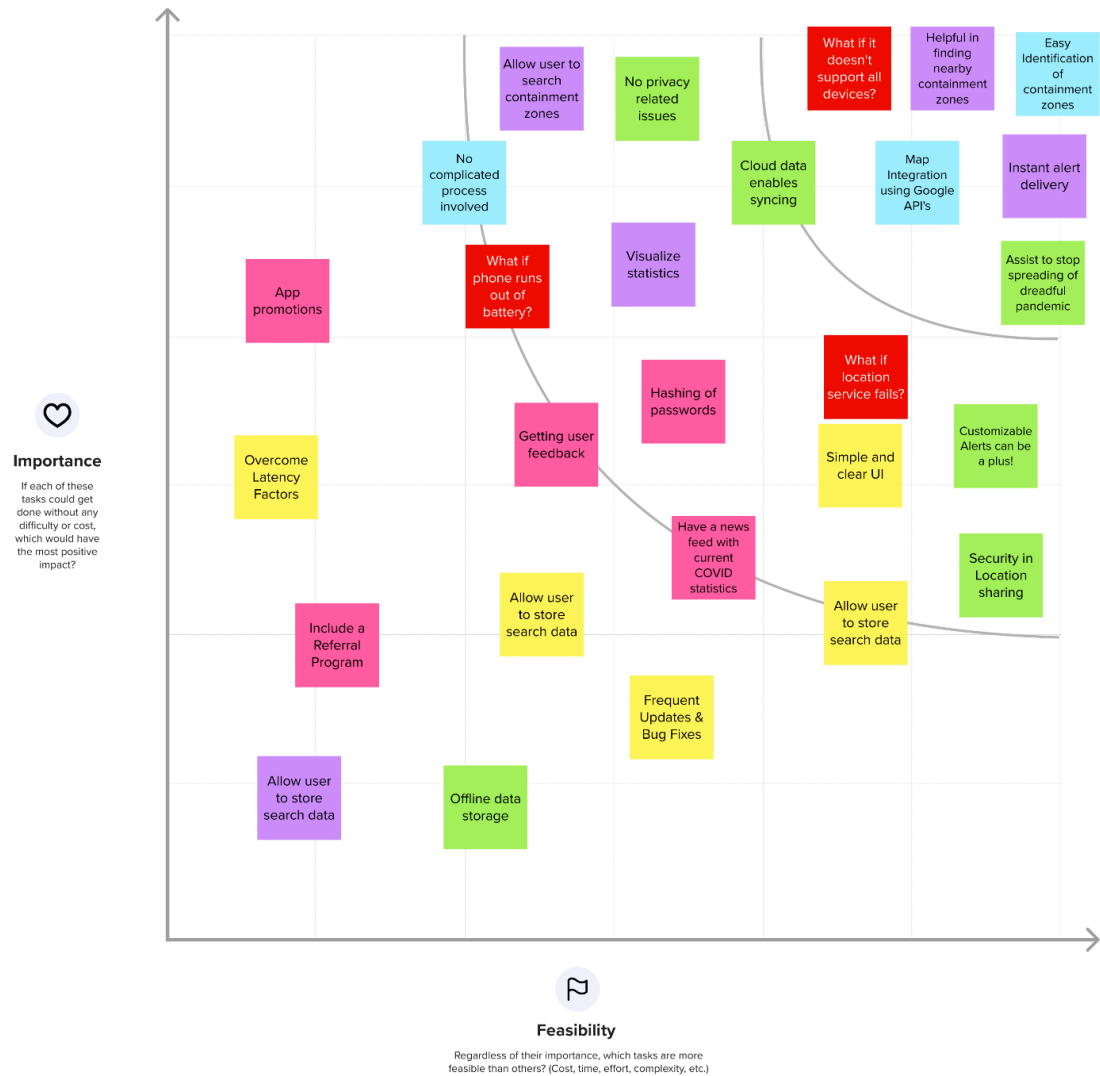 What if it
doesn't
support all
devices?
Helpful in
finding
nearby
containment
zones
Easy
Identification
of
containment
zones
Allow user to
search
containment
zones
No privacy
related
issues
No
complicated
process
involved
Cloud data
enables
syncing
Map
Integration
using Google
API's
Instant alert
delivery
What if
phone runs
out of
battery?
Visualize
statistics
Assist to stop
spreading of
dreadful
pandemic
App
promotions
What if
location
service fails?
Hashing of
passwords
Getting user
feedback
Customizable
Alerts can be
a plus!
Simple and
clear UI
Overcome
Latency
Factors
Importance
If each of these
tasks could get
done without any
difficulty or cost,
which would have
the most positive
impact?
Have a news
feed with
current
COVID
statistics
Security in
Location
sharing
Allow user
to store
search data
Allow user
to store
search data
Include a
Referral
Program
Frequent
Updates &
Bug Fixes
Allow user
to store
search data
Offline data
storage
Feasibility
Regardless of their importance, which tasks are more
feasible than others? (Cost, time, effort, complexity, etc.)